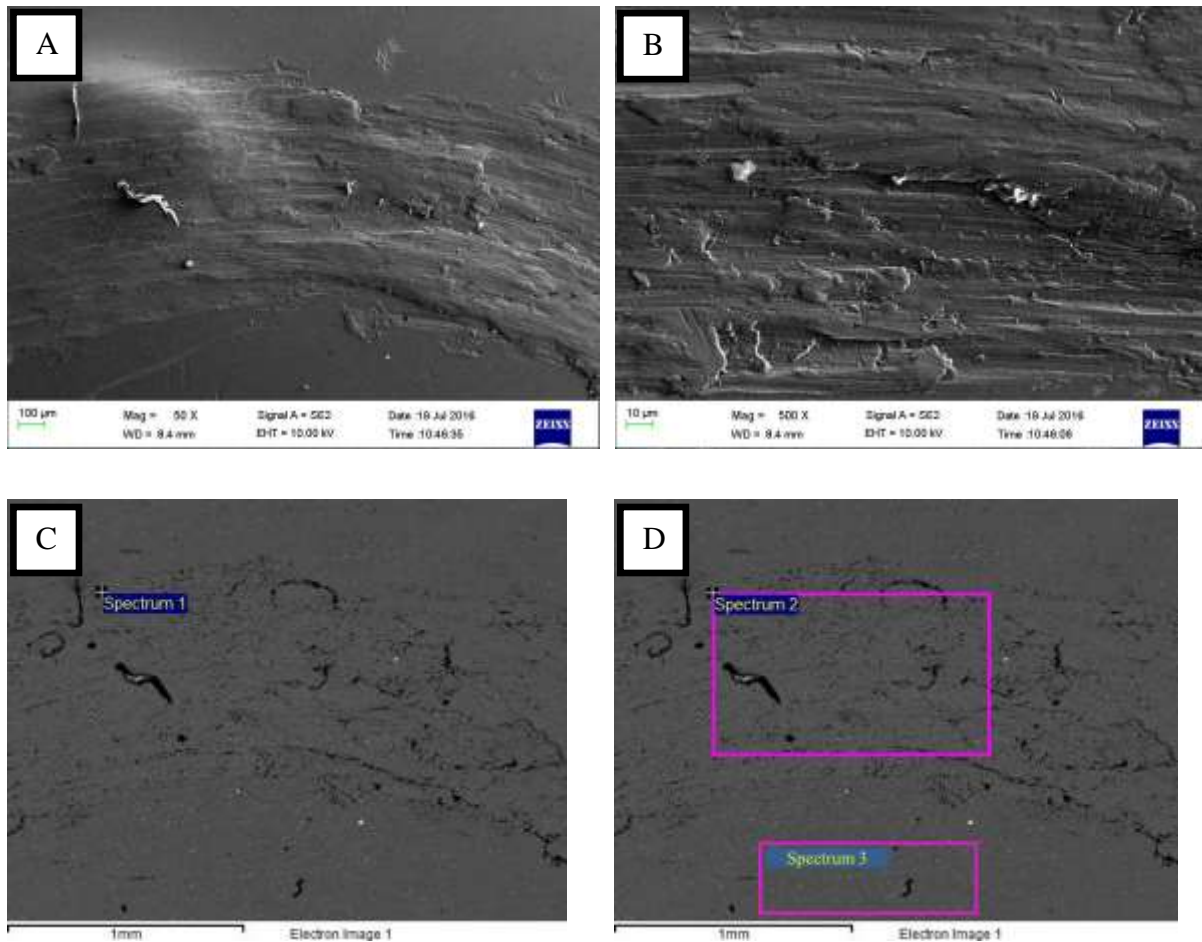 A
100 µm
Mag = 50 X
WD = 8.4 mm
Signal A = SE2
EHT = 10.00 kV
Date :19 Jul 2016
Time :10:46:35
ZEISS
B
10 µm
Mag = 500 X
WD = 8.4 mm
Signal A = SE2
EHT = 10.00 kV
Date :19 Jul 2016
Time :10:48:06
ZEISS
C
Spectrum 1
1mm
Electron Image 1
D
Spectrum 2
Spectrum 3
1mm
Electron Image 1